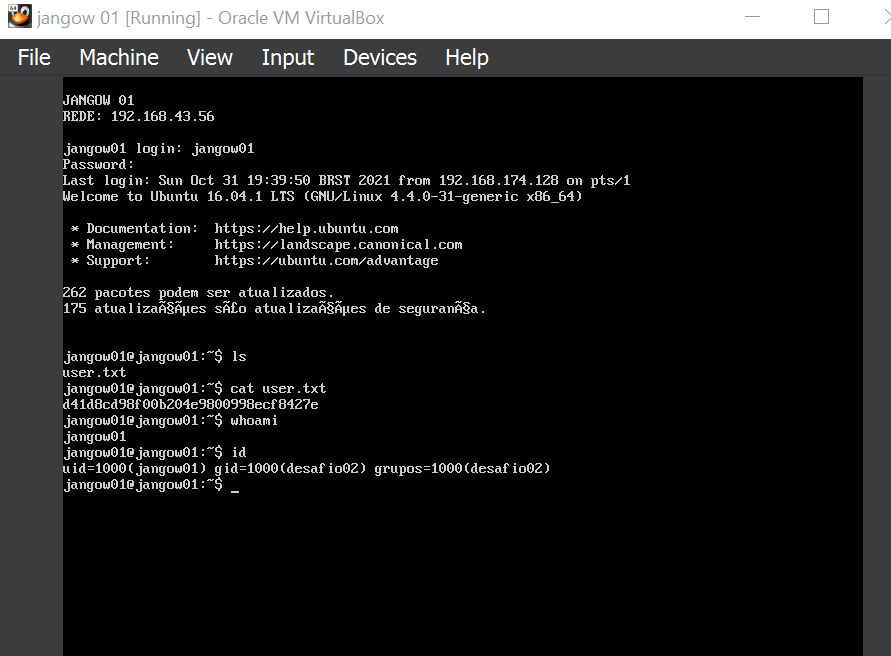 jangow 01 [Running] - Oracle VM VirtualBox
File Machine View Input Devices Help
JANGOW 01
REDE: 192.168.43.56
jangow01 login: jangow01
Password:
Last login: Sun Oct 31 19:39:50 BRST 2021 from 192.168.174.128 on pts/1
Welcome to Ubuntu 16.04.1 LTS (GNU/Linux 4.4.0-31-generic x86_64)
* Documentation: https://help.ubuntu.com
* Management: https://landscape.canonical.com
* Support: https://ubuntu.com/advantage
262 pacotes podem ser atualizados.
175 atualizaÃ§Ãµes sÃ£o atualizaÃ§Ãµes de seguranÃ§a.
jangow01@jangow01:~$ ls
user.txt
jangow01@jangow01:~$ cat user.txt
d41d8cd98f00b204e9800998ecf8427e
jangow01@jangow01:~$ whoami
jangow01
jangow01@jangow01:~$ id
uid=1000(jangow01) gid=1000(desafio02) grupos=1000(desafio02)
jangow01@jangow01:~$ _